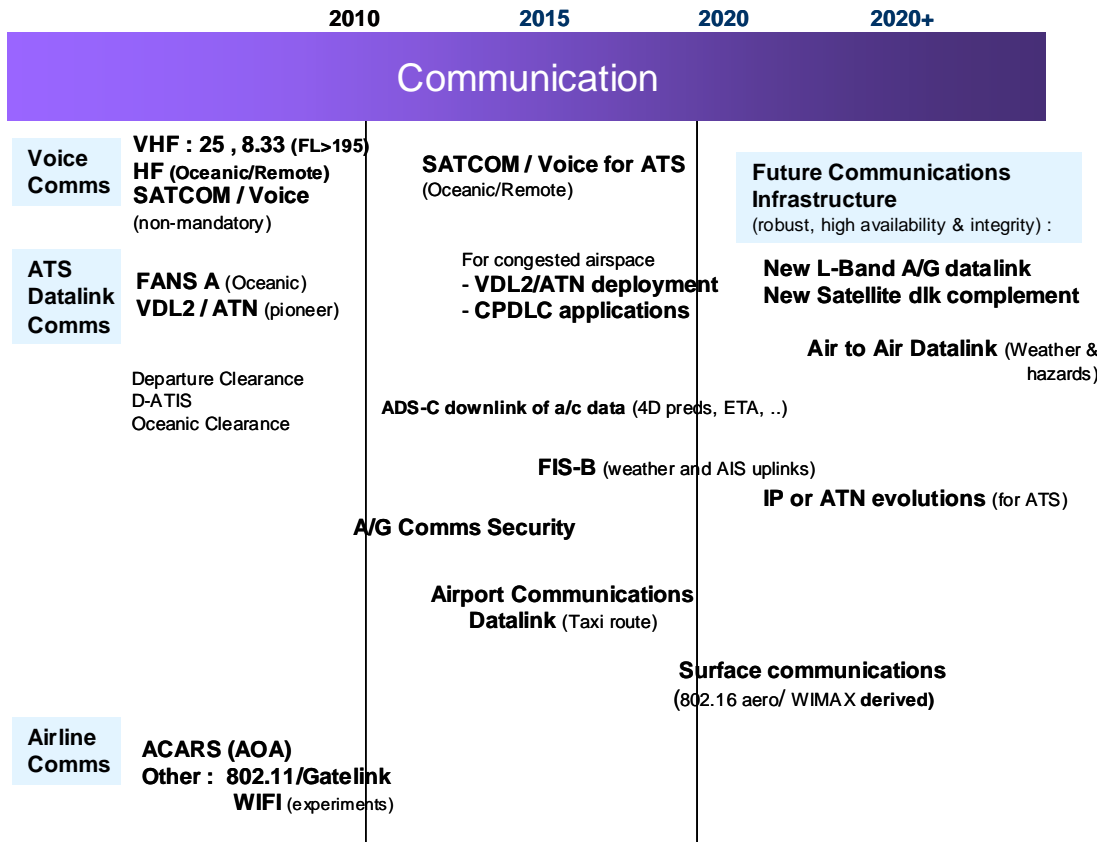 2010 2015 2020 2020+
Communication
Voice
Comms
VHF : 25 , 8.33 (FL>195)
HF (Oceanic/Remote)
SATCOM / Voice
(non-mandatory)
SATCOM / Voice for ATS
(Oceanic/Remote)
Future Communications
Infrastructure
(robust, high availability & integrity) :
ATS
Datalink
Comms
FANS A (Oceanic)
VDL2 / ATN (pioneer)
For congested airspace
- VDL2/ATN deployment
- CPDLC applications
New L-Band A/G datalink
New Satellite dlk complement
Air to Air Datalink (Weather &
hazards)
Departure Clearance
D-ATIS
Oceanic Clearance
ADS-C downlink of a/c data (4D preds, ETA, ..)
FIS-B (weather and AIS uplinks)
IP or ATN evolutions (for ATS)
A/G Comms Security
Airport Communications
Datalink (Taxi route)
Surface communications
(802.16 aero/ WIMAX derived)
Airline
Comms
ACARS (AOA)
Other : 802.11/Gatelink
WIFI (experiments)